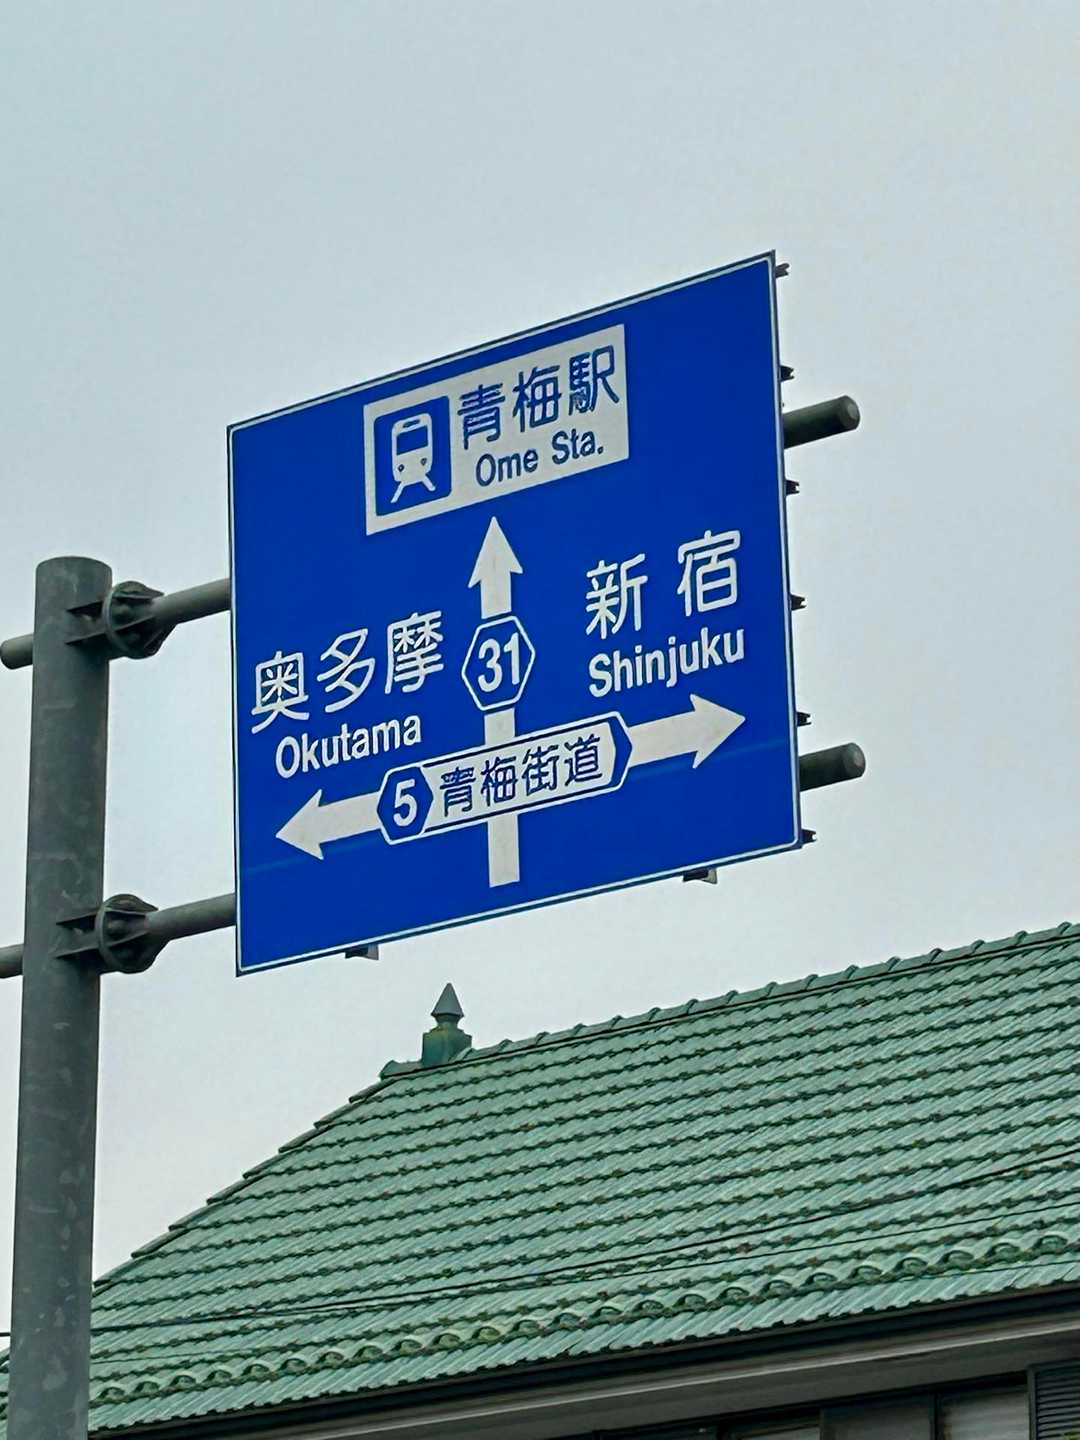 青梅駅
Ome Sta.
新宿
Shinjuku
奥多摩
Okutama
31
5 青梅街道